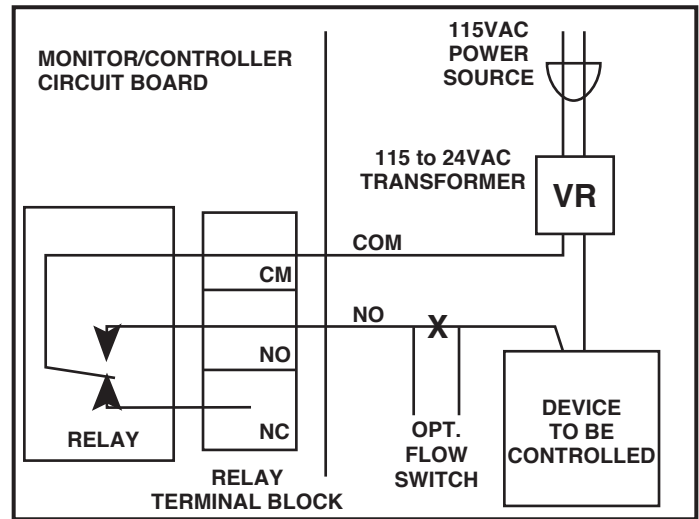 MONITOR/CONTROLLER
CIRCUIT BOARD
115VAC
POWER
SOURCE
115 to 24VAC
TRANSFORMER
VR
COM
CM
NO
X
NO
NC
RELAY
RELAY
TERMINAL BLOCK
OPT.
FLOW
SWITCH
DEVICE
TO BE
CONTROLLED